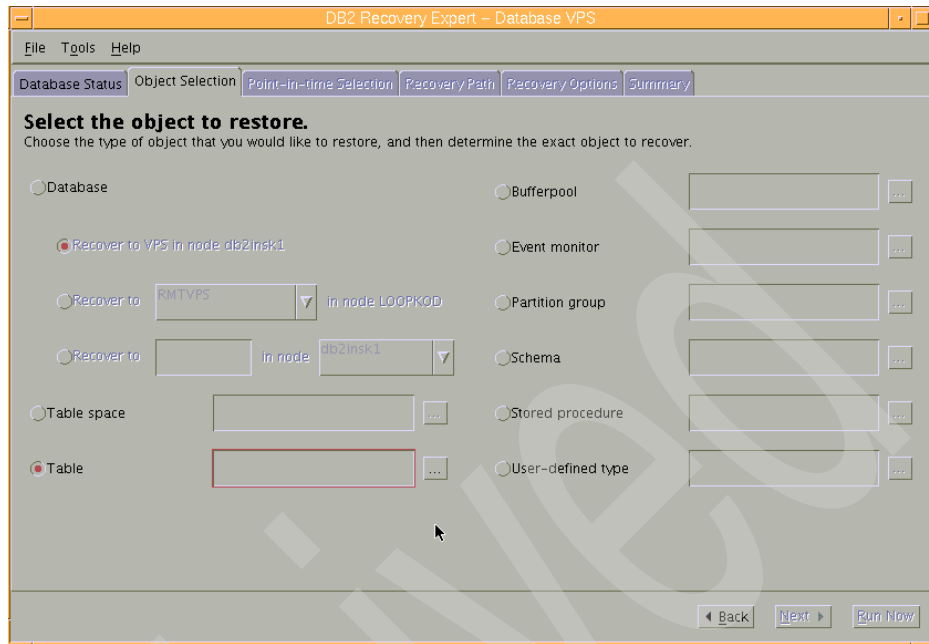 DB2 Recovery Expert – Database VPS
File Tools Help
Database Status Object Selection Point-in-time Selection Recovery Path Recovery Options Summary
Select the object to restore.
Choose the type of object that you would like to restore, and then determine the exact object to recover.
Database
Recover to VPS in node db2insk1
Recover to RMTVPS in node LOOPKOD
Recover to in node db2insk1
Table space ...
Table ...
Bufferpool ...
Event monitor ...
Partition group ...
Schema ...
Stored procedure ...
User-defined type ...
Back Next Run Now